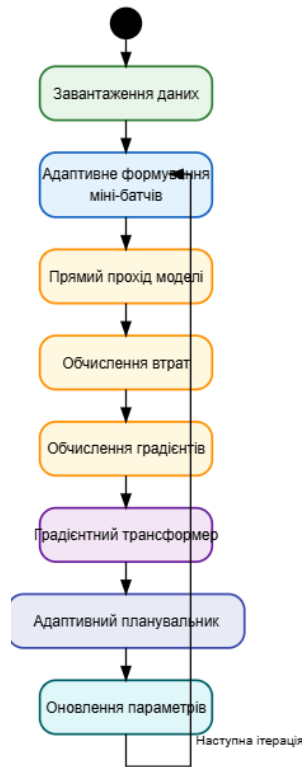 Завантаження даних
Адаптивне формування
міні-батчів
Прямий прохід моделі
Обчислення втрат
Обчислення градієнтів
Градієнтний трансформер
Адаптивний планувальник
Оновлення параметрів
Наступна ітерація